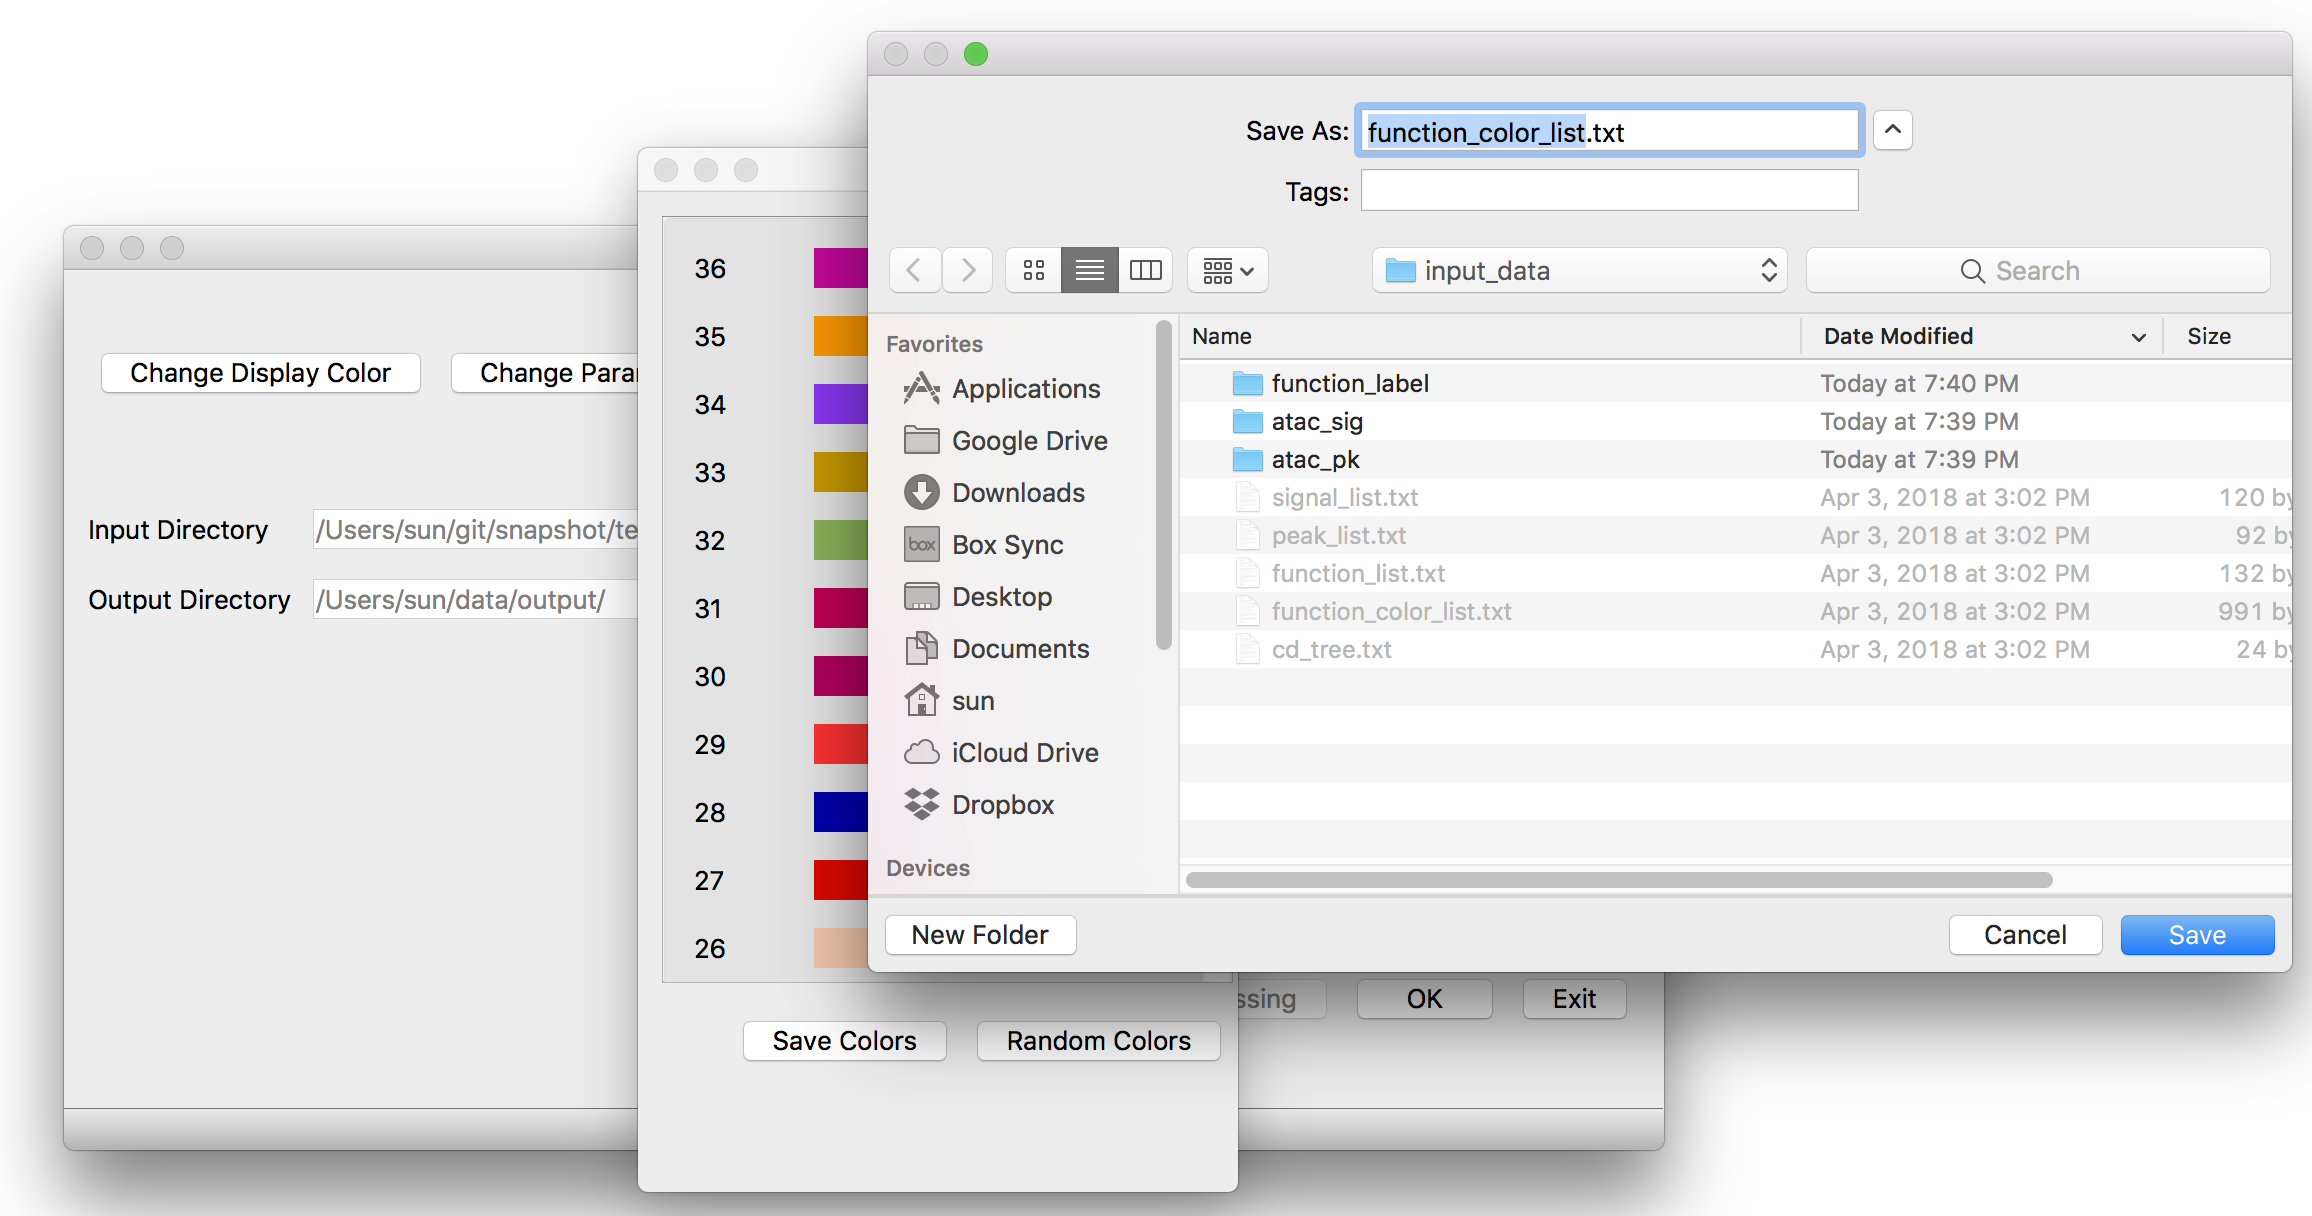 Save As: function_color_list.txt
Tags:
input_data
Search
Favorites
Applications
Google Drive
Downloads
box Box Sync
Desktop
Documents
sun
iCloud Drive
Dropbox
Devices
Name Date Modified Size
function_label Today at 7:40 PM
atac_sig Today at 7:39 PM
atac_pk Today at 7:39 PM
signal_list.txt Apr 3, 2018 at 3:02 PM 120 by
peak_list.txt Apr 3, 2018 at 3:02 PM 92 by
function_list.txt Apr 3, 2018 at 3:02 PM 132 by
function_color_list.txt Apr 3, 2018 at 3:02 PM 991 by
cd_tree.txt Apr 3, 2018 at 3:02 PM 24 by
New Folder Cancel Save
36
35
34
33
32
31
30
29
28
27
26
Save Colors Random Colors
Change Display Color Change Para
Input Directory /Users/sun/git/snapshot/te
Output Directory /Users/sun/data/output/
ssing OK Exit